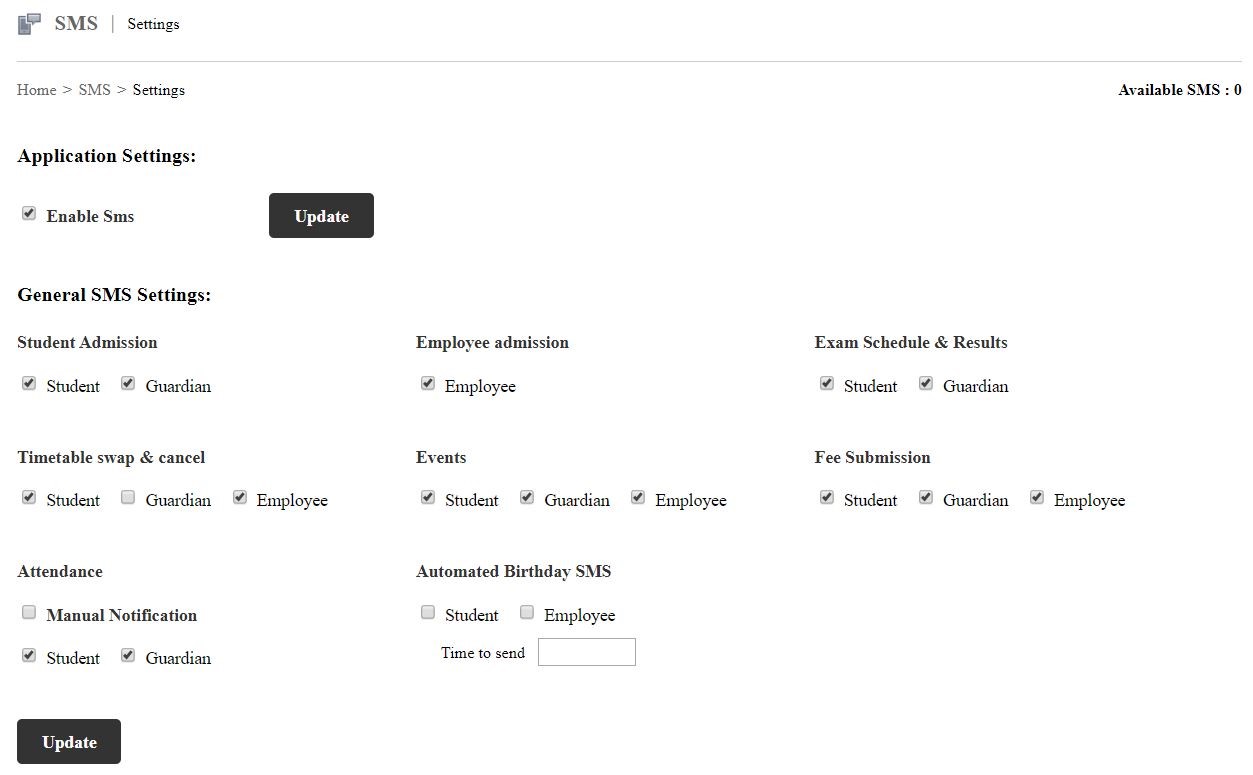 SMS | Settings
Home > SMS > Settings Available SMS : 0
Application Settings:
Enable Sms Update
General SMS Settings:
Student Admission Employee admission Exam Schedule & Results
Student Guardian Employee Student Guardian
Timetable swap & cancel Events Fee Submission
Student Guardian Employee Student Guardian Employee Student Guardian Employee
Attendance Automated Birthday SMS
Manual Notification Student Employee
Student Guardian Time to send
Update